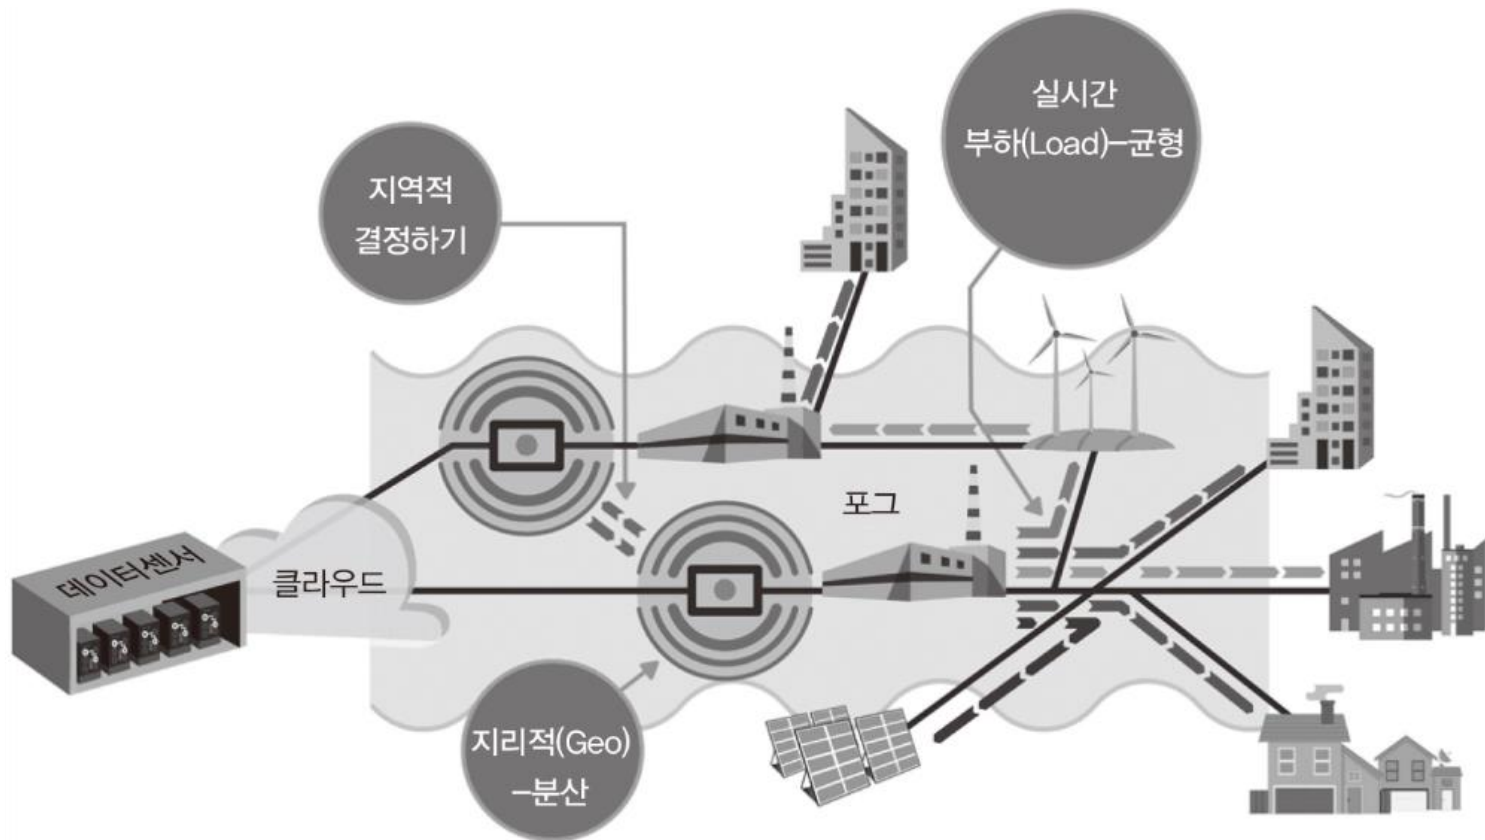 실시간
부하(Load)-균형
지역적
결정하기
포그
데이터센서
클라우드
지리적(Geo)
-분산